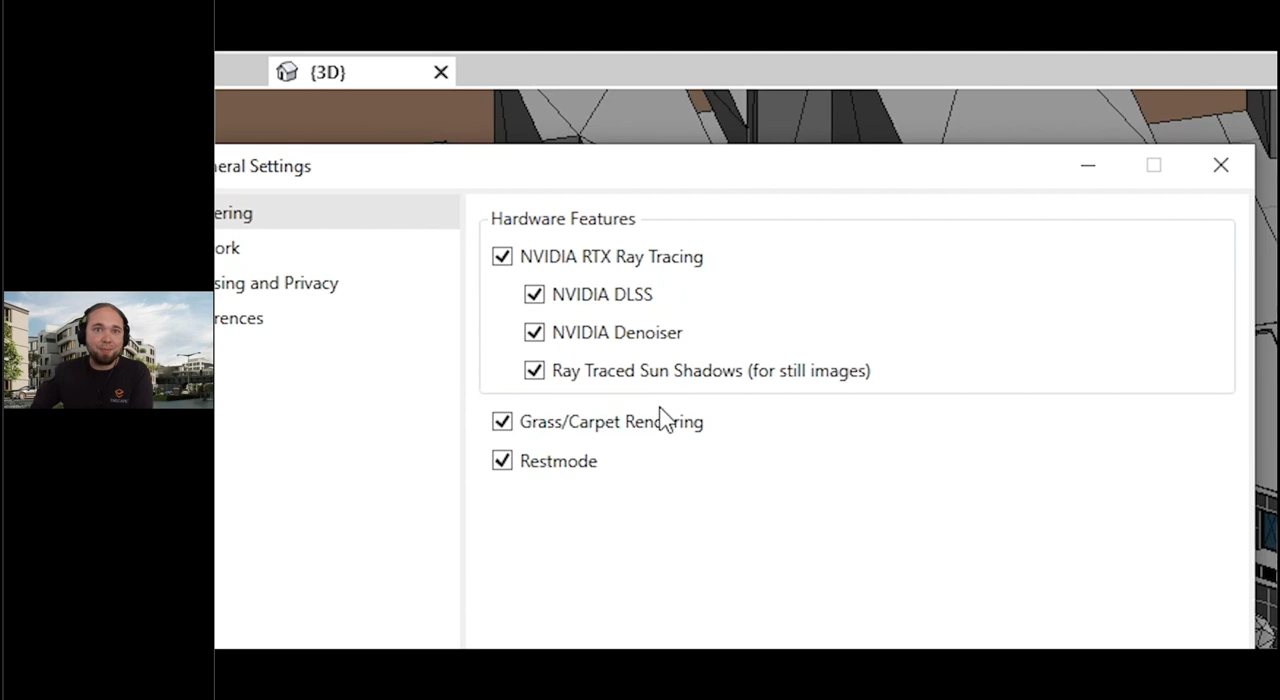 {3D}
neral Settings
ering
ork
sing and Privacy
rences
Hardware Features
NVIDIA RTX Ray Tracing
NVIDIA DLSS
NVIDIA Denoiser
Ray Traced Sun Shadows (for still images)
Grass/Carpet Rendering
Restmode